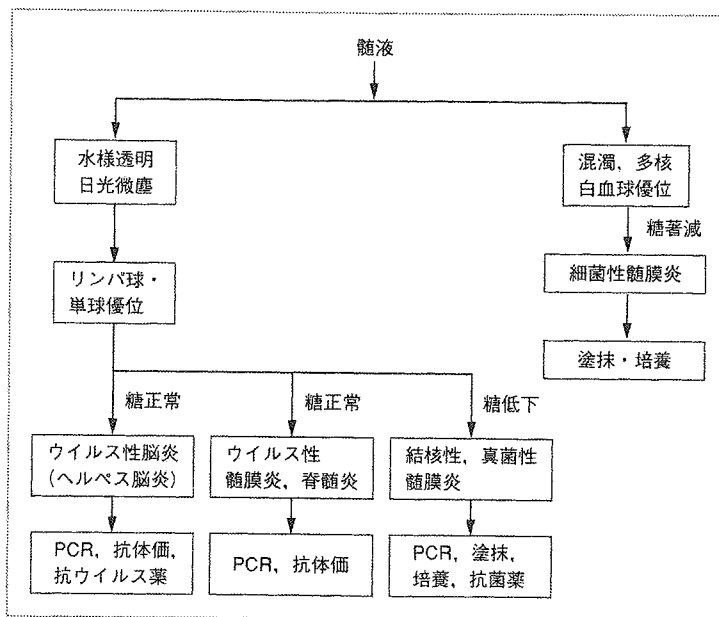 髄液
水様透明
日光微塵
混濁，多核
白血球優位
糖著減
リンパ球・
単球優位
細菌性髄膜炎
塗抹・培養
糖正常
糖正常
糖低下
ウイルス性脳炎
(ヘルペス脳炎)
ウイルス性
髄膜炎，脊髄炎
結核性，真菌性
髄膜炎
PCR，抗体価，
抗ウイルス薬
PCR，抗体価
PCR，塗抹，
培養，抗菌薬